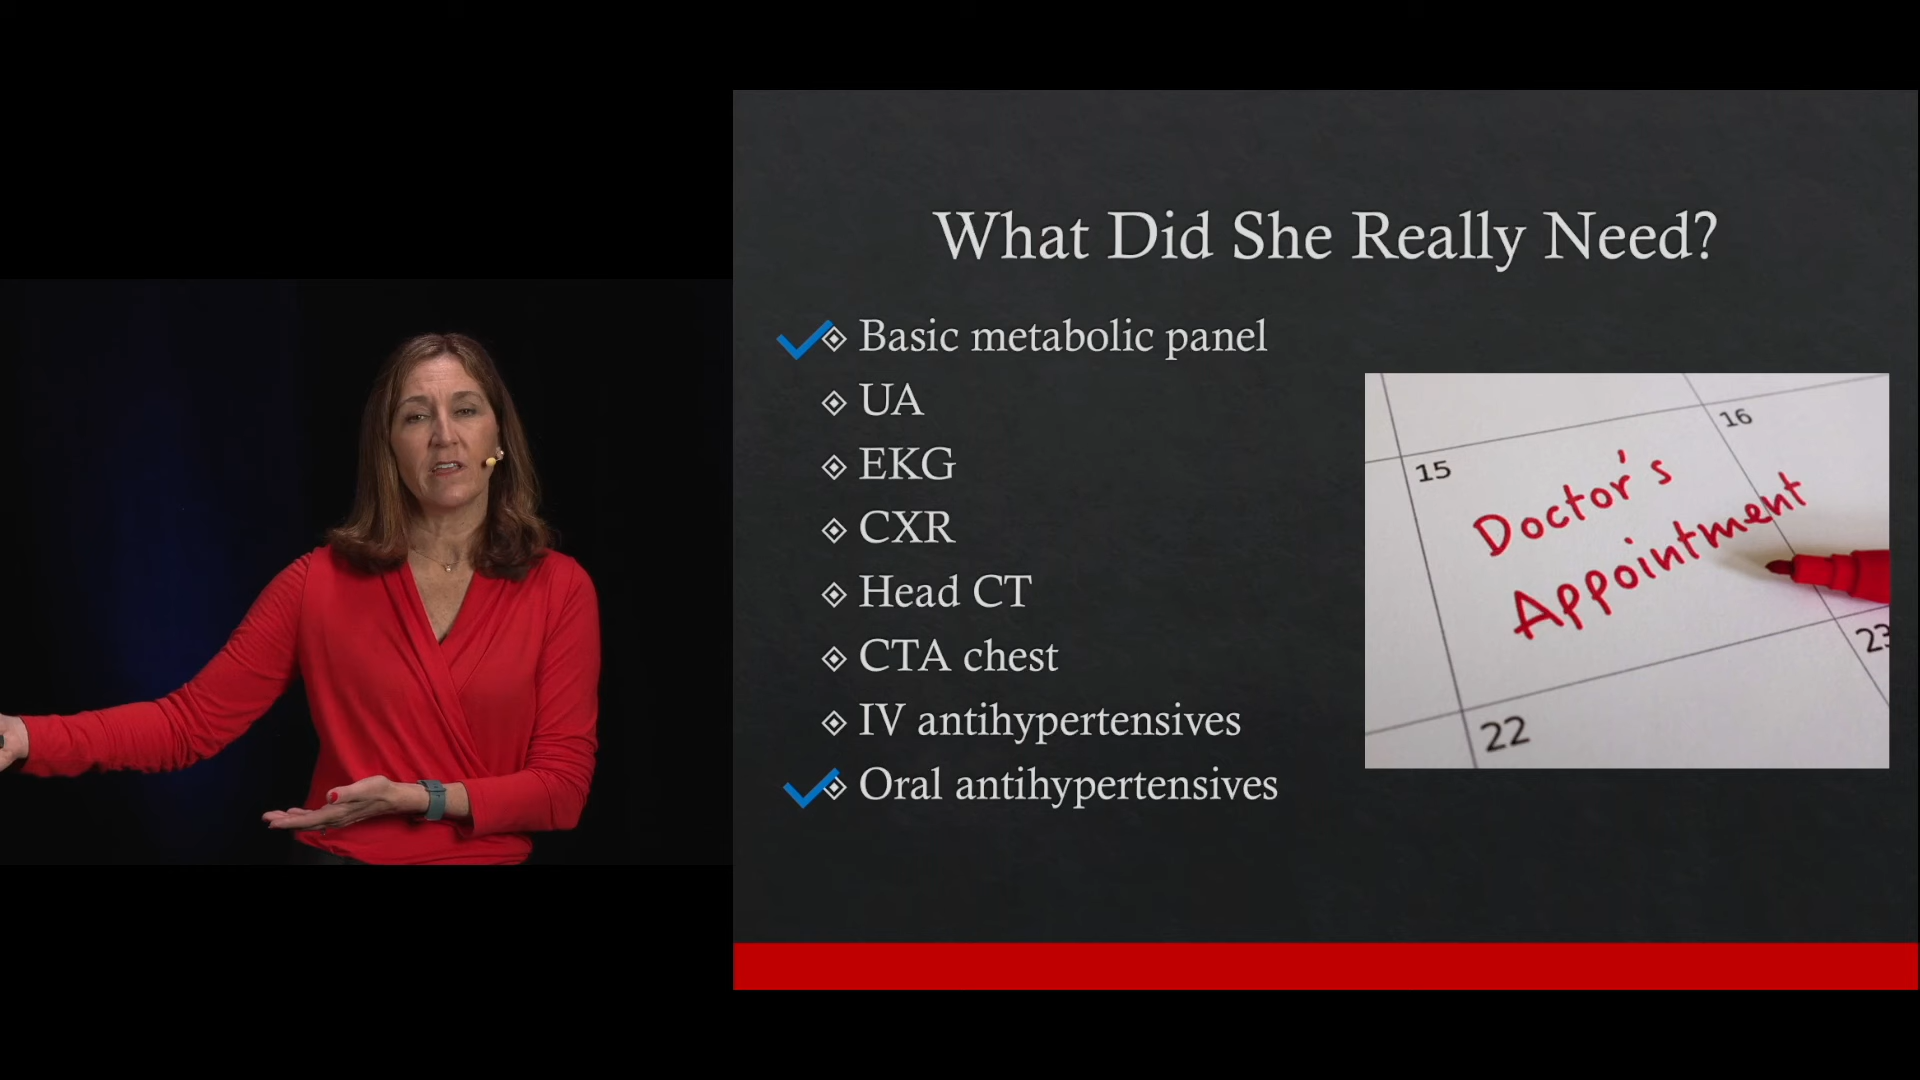 What Did She Really Need?
Basic metabolic panel
UA
EKG
CXR
Head CT
CTA chest
IV antihypertensives
Oral antihypertensives
16
15
Doctor's
Appointment
23
22